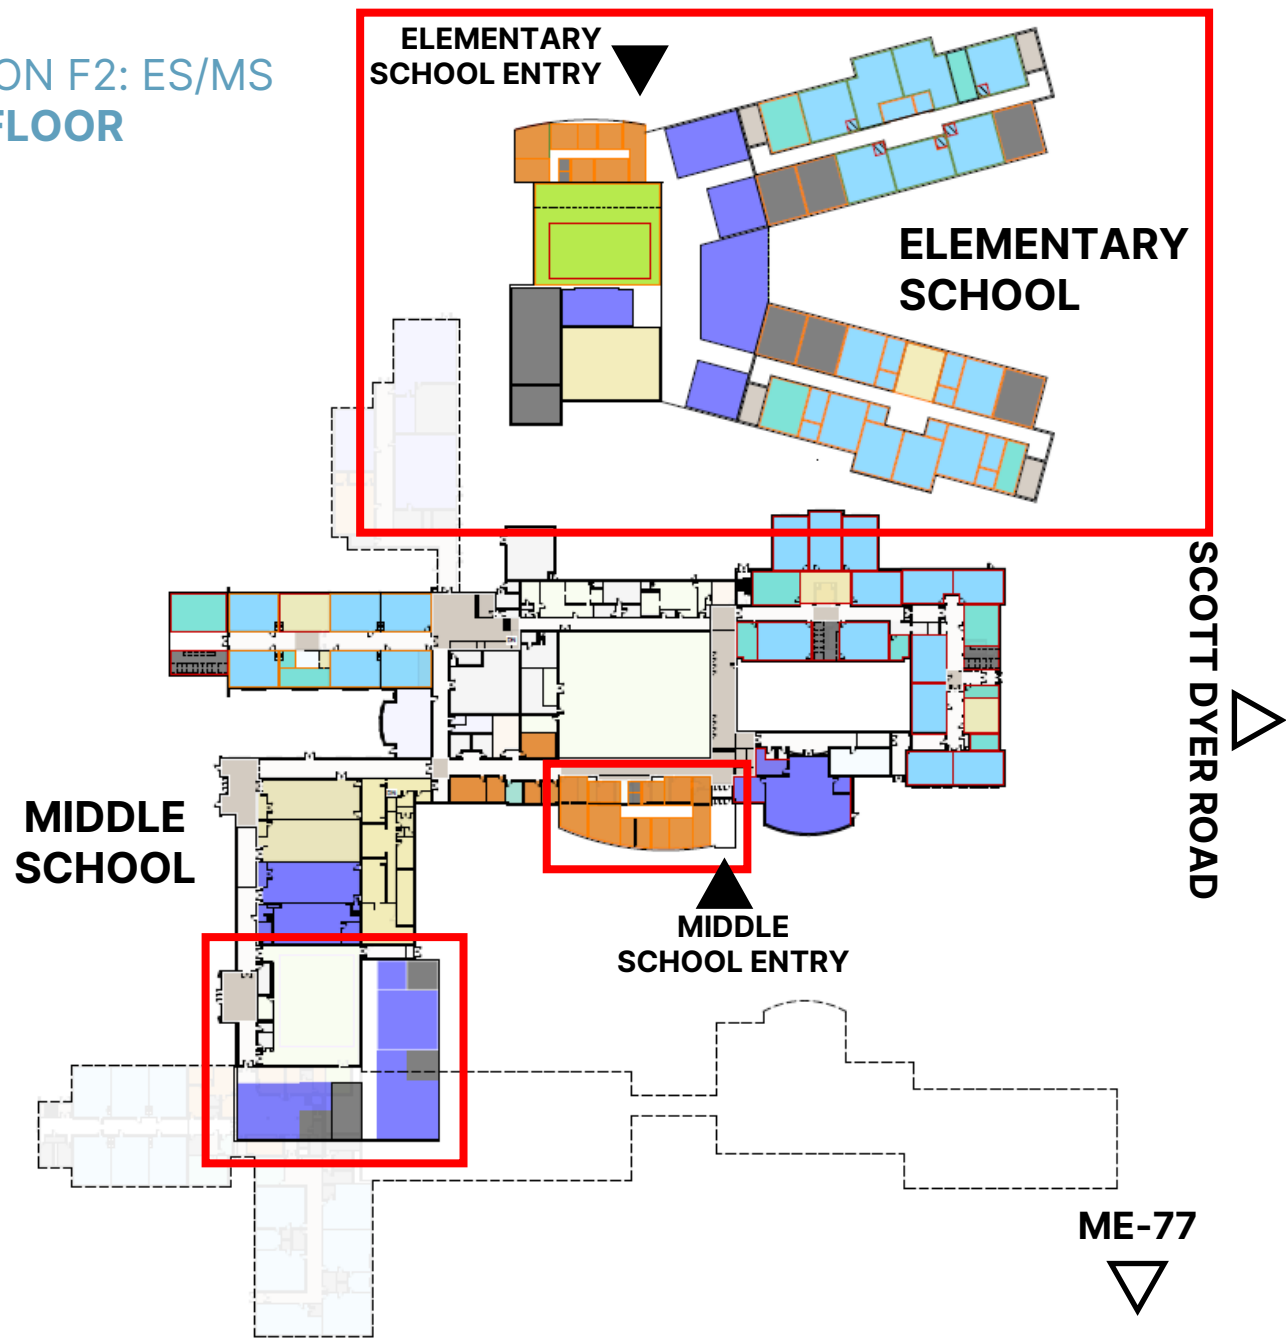 ELEMENTARY
SCHOOL ENTRY
ON F2: ES/MS
FLOOR
ELEMENTARY
SCHOOL
SCOTT DYER ROAD
MIDDLE
SCHOOL
MIDDLE
SCHOOL ENTRY
ME-77